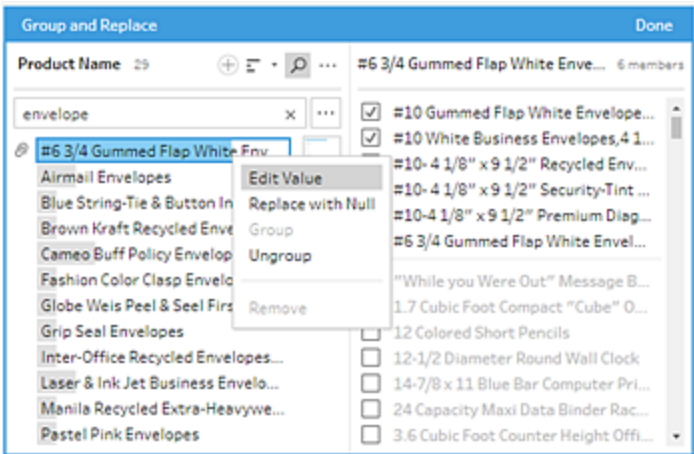 Group and Replace Done
Product Name 29
envelope
#6 3/4 Gummed Flap White Env
Airmail Envelopes
Blue String-Tie & Button In
Brown Kraft Recycled Enve
Cameo Buff Policy Envelop
Fashion Color Clasp Envelo
Globe Weis Peel & Seel Firs
Grip Seal Envelopes
Inter-Office Recycled Envelopes...
Laser & Ink Jet Business Envelo...
Manila Recycled Extra-Heavywe...
Pastel Pink Envelopes
Edit Value
Replace with Null
Group
Ungroup
Remove
#6 3/4 Gummed Flap White Enve... 6 members
#10 Gummed Flap White Envelope...
#10 White Business Envelopes,4 1...
#10- 4 1/8" x 9 1/2" Recycled Env...
#10- 4 1/8" x 9 1/2" Security-Tint ...
#10-4 1/8" x 9 1/2" Premium Diag...
#6 3/4 Gummed Flap White Envel...
"While you Were Out" Message B...
1.7 Cubic Foot Compact "Cube" O...
12 Colored Short Pencils
12-1/2 Diameter Round Wall Clock
14-7/8 x 11 Blue Bar Computer Pri...
24 Capacity Maxi Data Binder Rac...
3.6 Cubic Foot Counter Height Offi...